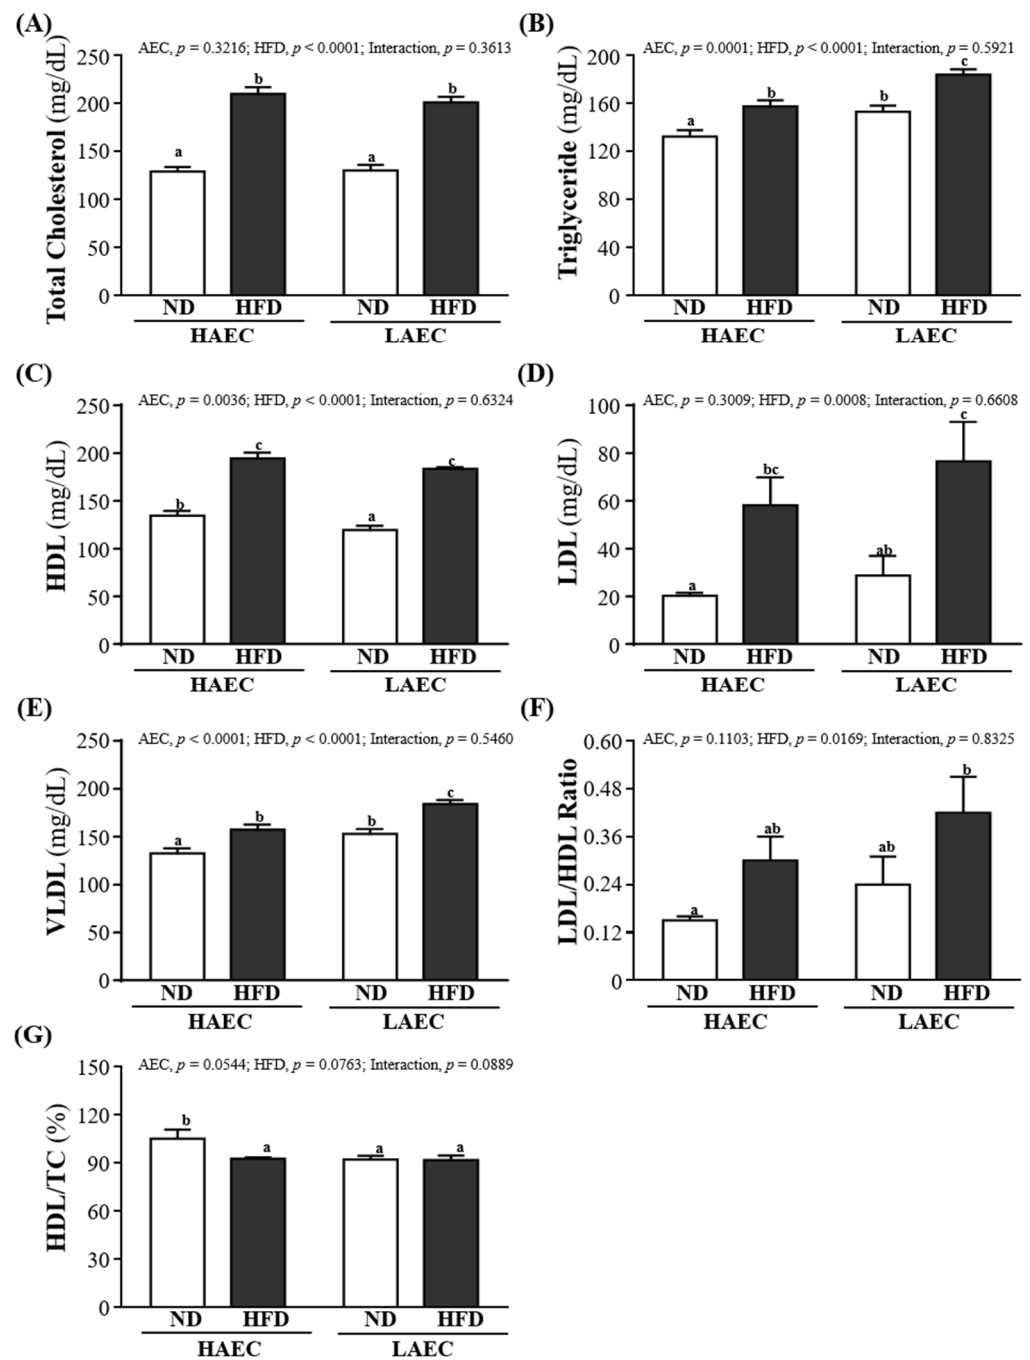 (A)
AEC, p = 0.3216; HFD, p < 0.0001; Interaction, p = 0.3613
Total Cholesterol (mg/dL)
250
200
150
100
50
0
a
b
a
b
ND HFD ND HFD
HAEC LAEC
(B)
AEC, p = 0.0001; HFD, p < 0.0001; Interaction, p = 0.5921
Triglyceride (mg/dL)
200
160
120
80
40
0
a
b
b
c
ND HFD ND HFD
HAEC LAEC
(C)
AEC, p = 0.0036; HFD, p < 0.0001; Interaction, p = 0.6324
HDL (mg/dL)
250
200
150
100
50
0
b
c
a
c
ND HFD ND HFD
HAEC LAEC
(D)
AEC, p = 0.3009; HFD, p = 0.0008; Interaction, p = 0.6608
LDL (mg/dL)
100
80
60
40
20
0
a
bc
ab
c
ND HFD ND HFD
HAEC LAEC
(E)
AEC, p < 0.0001; HFD, p < 0.0001; Interaction, p = 0.5460
VLDL (mg/dL)
250
200
150
100
50
0
a
b
b
c
ND HFD ND HFD
HAEC LAEC
(F)
AEC, p = 0.1103; HFD, p = 0.0169; Interaction, p = 0.8325
LDL/HDL Ratio
0.60
0.48
0.36
0.24
0.12
0
a
ab
ab
b
ND HFD ND HFD
HAEC LAEC
(G)
AEC, p = 0.0544; HFD, p = 0.0763; Interaction, p = 0.0889
HDL/TC (%)
150
120
90
60
30
0
b
a
a
a
ND HFD ND HFD
HAEC LAEC